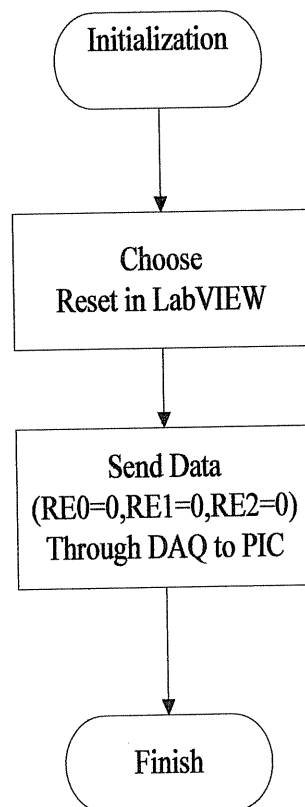 Initialization
Choose
Reset in LabVIEW
Send Data
(RE0=0,RE1=0,RE2=0)
Through DAQ to PIC
Finish